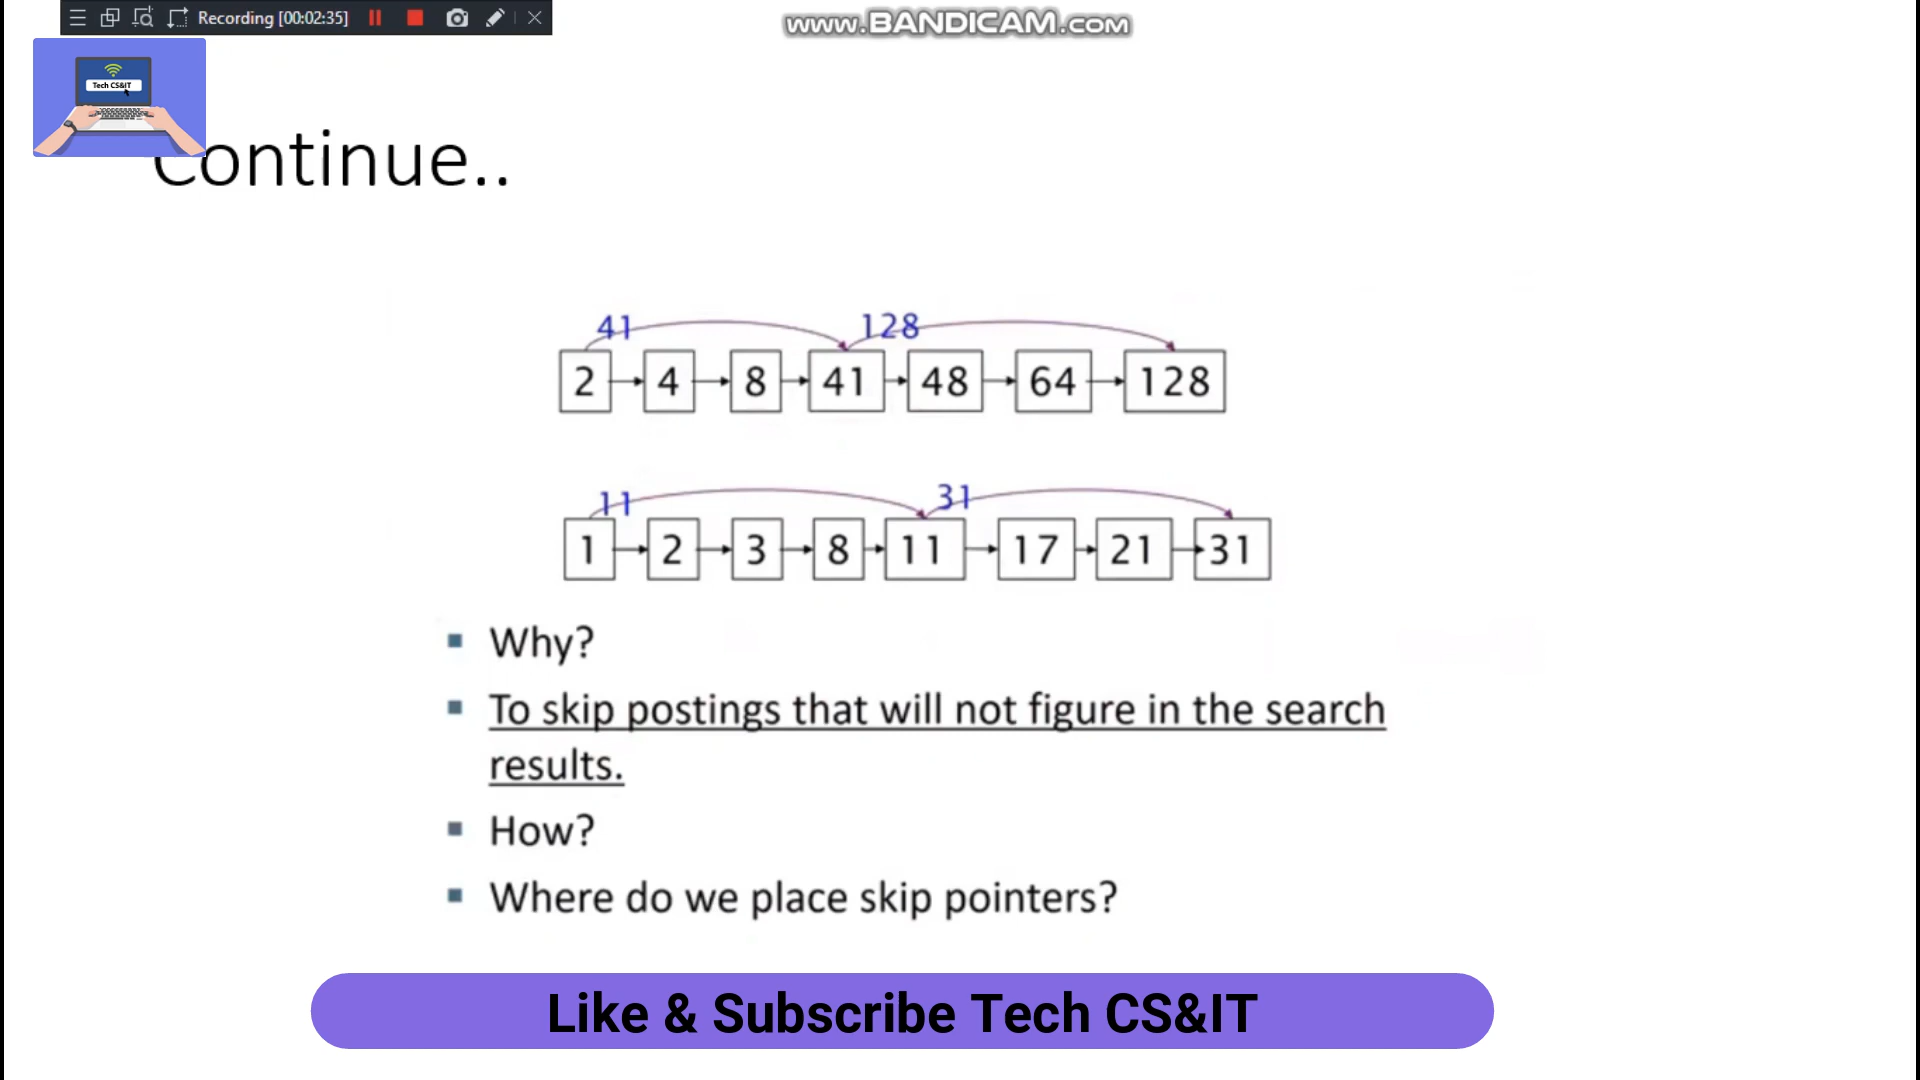 Recording [00:02:35]
www.BANDICAM.com
Tech CS&IT
Continue..
41 128
2 4 8 41 48 64 128
11 31
1 2 3 8 11 17 21 31
Why?
To skip postings that will not figure in the search
results.
How?
Where do we place skip pointers?
Like & Subscribe Tech CS&IT